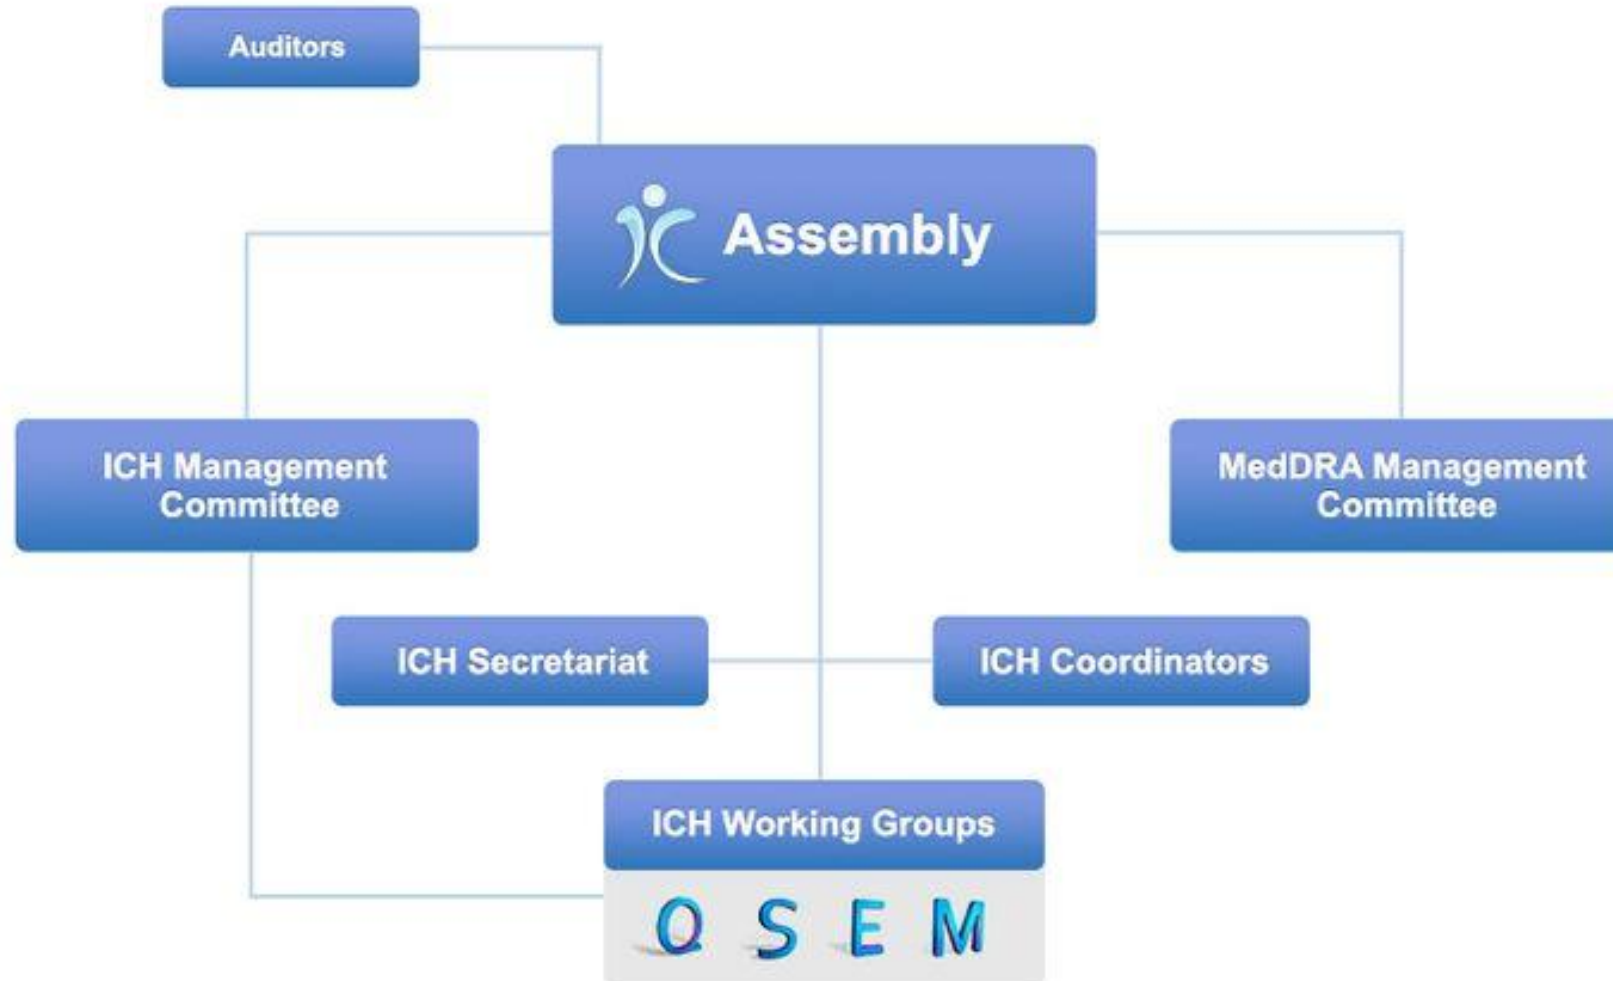 Auditors
Assembly
ICH Management
Committee
MedDRA Management
Committee
ICH Secretariat
ICH Coordinators
ICH Working Groups
Q S E M